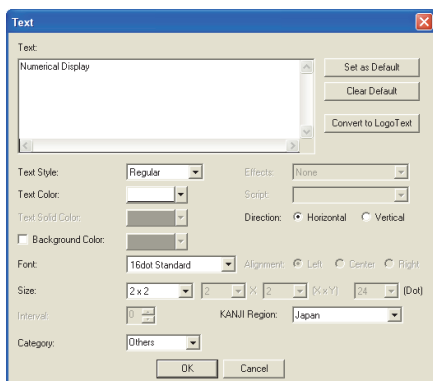 Text
Text:
Numerical Display
Set as Default
Clear Default
Convert to LogoText
Text Style: Regular Effects: None
Text Color: Script:
Text Solid Color: Direction: Horizontal Vertical
Background Color:
Font: 16dot Standard Alignment: Left Center Right
Size: 2 x 2 2 X 2 (X x Y) 24 (Dot)
Interval: 0 KANJI Region: Japan
Category: Others
OK Cancel